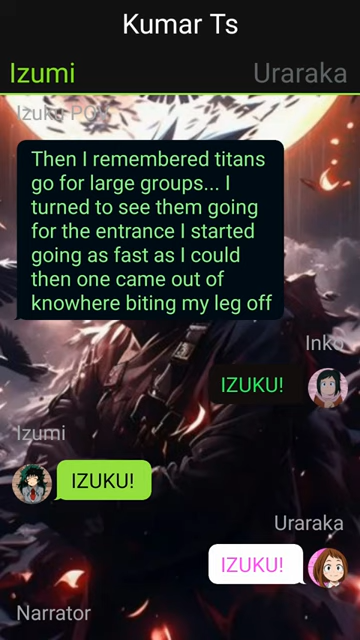 Kumar Ts
Izumi
Uraraka
Izuku POV
Then I remembered titans
go for large groups... I
turned to see them going
for the entrance I started
going as fast as I could
then one came out of
knowhere biting my leg off
Inko
IZUKU!
Izumi
IZUKU!
Uraraka
IZUKU!
Narrator